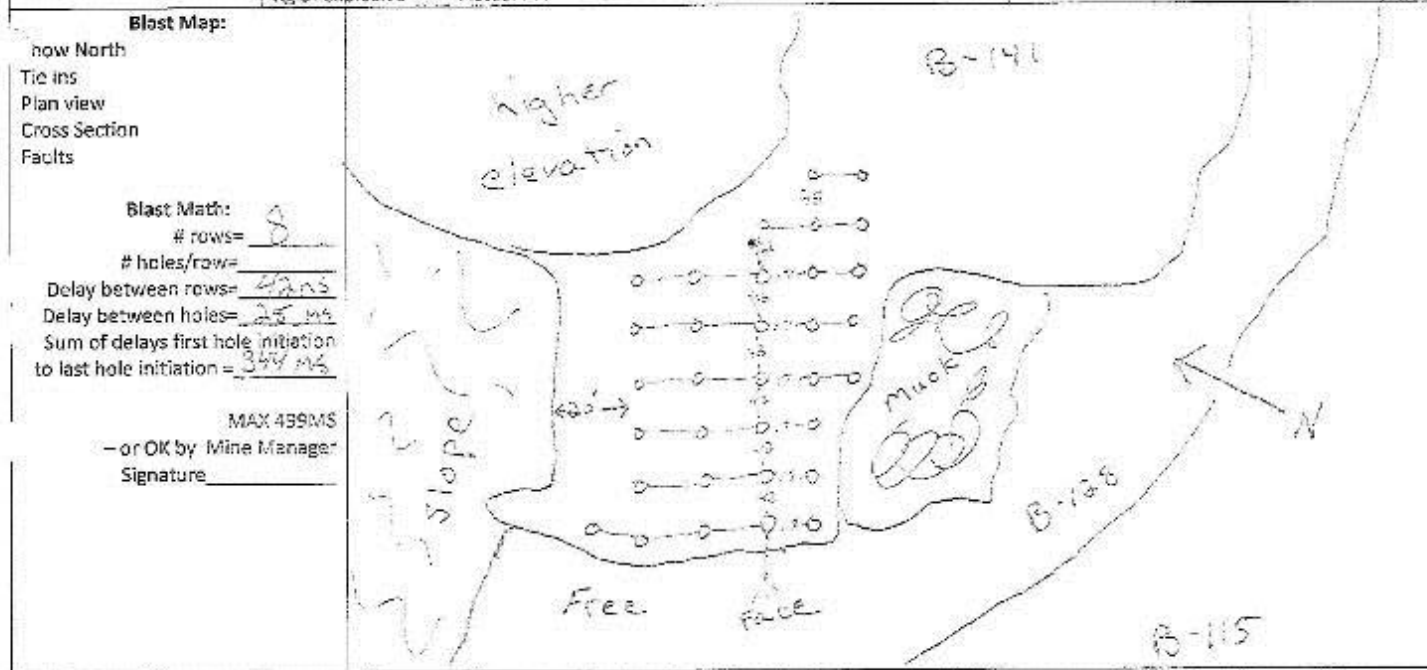 Blast Map:
how North
Tie ins
Plan view
Cross Section
Faults
Blast Math:
# rows= 8
# holes/row=
Delay between rows= 42ms
Delay between holes= 25 ms
Sum of delays first hole initiation
to last hole initiation = 344 ms
MAX 499MS
– or OK by Mine Manager
Signature
higher
elevation
B-141
Slope
←20'→
Muck
N
B-128
Free
Face
B-115